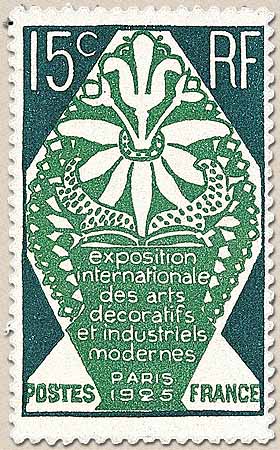 15c RF
exposition
internationale
des arts
décoratifs
et industriels
modernes
PARIS
1925
POSTES FRANCE